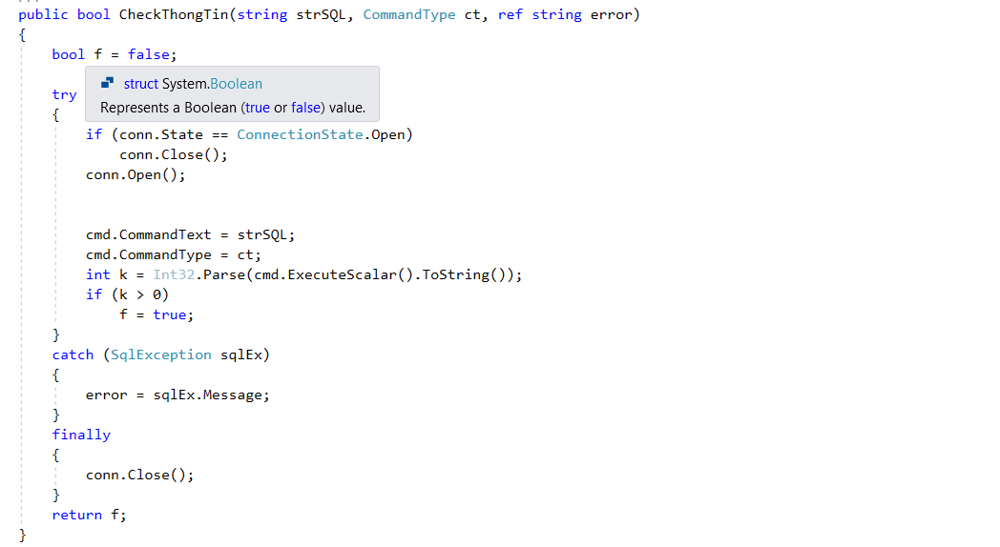 public bool CheckThongTin(string strSQL, CommandType ct, ref string error)
{
bool f = false;
struct System.Boolean
try
Represents a Boolean (true or false) value.
{
if (conn.State == ConnectionState.Open)
conn.Close();
conn.Open();
cmd.CommandText = strSQL;
cmd.CommandType = ct;
int k = Int32.Parse(cmd.ExecuteScalar().ToString());
if (k > 0)
f = true;
}
catch (SqlException sqlEx)
{
error = sqlEx.Message;
}
finally
{
conn.Close();
}
return f;
}